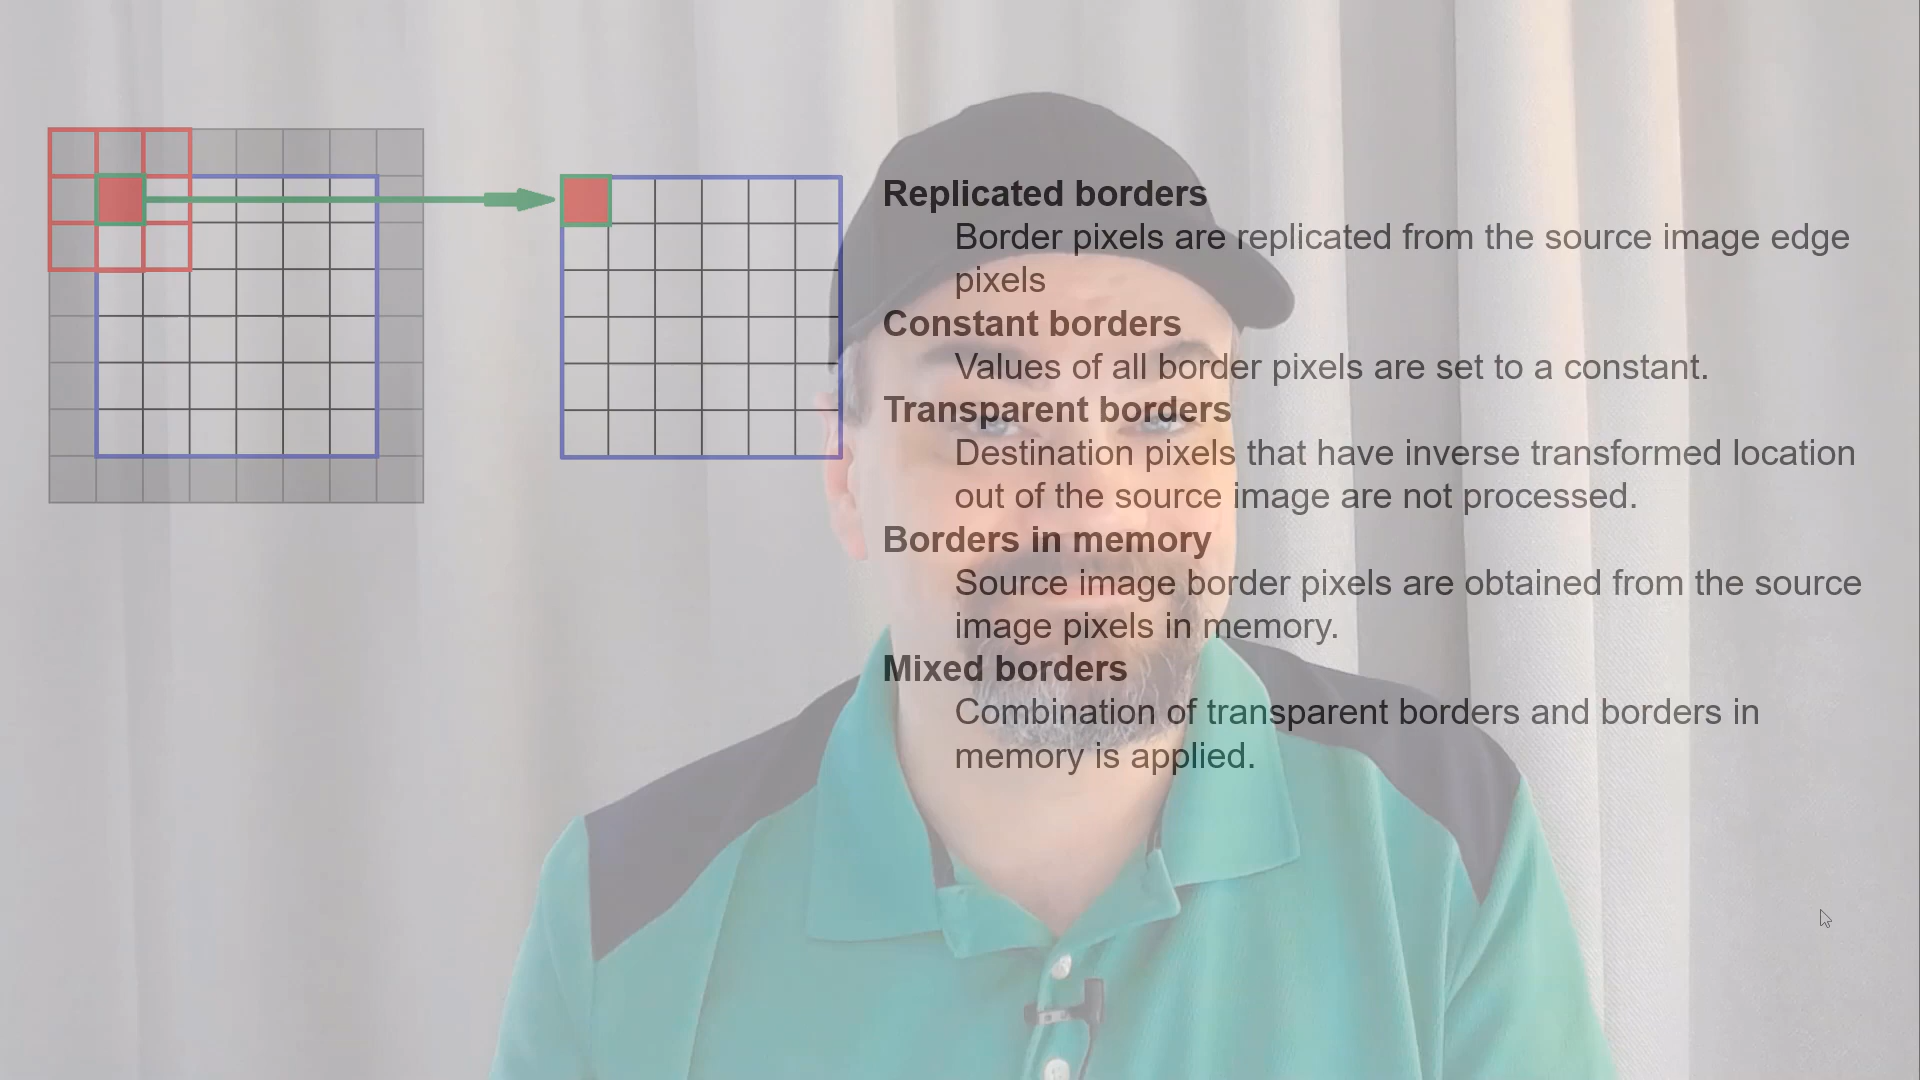 Replicated borders
Border pixels are replicated from the source image edge
pixels
Constant borders
Values of all border pixels are set to a constant.
Transparent borders
Destination pixels that have inverse transformed location
out of the source image are not processed.
Borders in memory
Source image border pixels are obtained from the source
image pixels in memory.
Mixed borders
Combination of transparent borders and borders in
memory is applied.